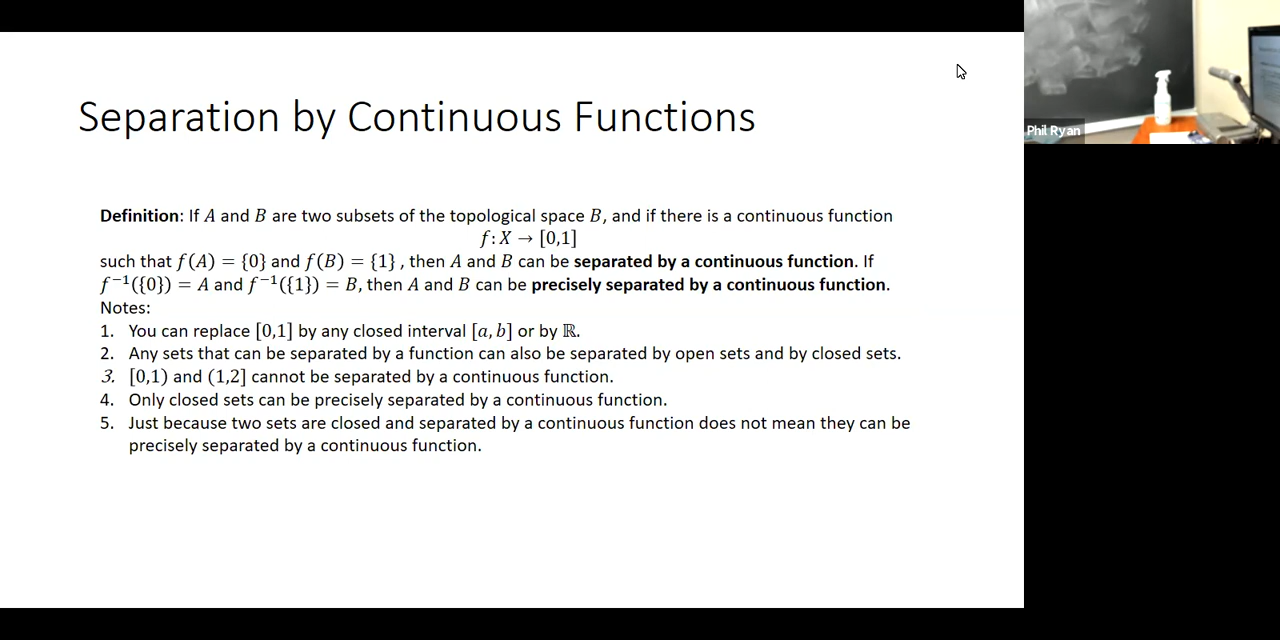 Separation by Continuous Functions
Definition: If A and B are two subsets of the topological space B, and if there is a continuous function
f: X → [0,1]
such that f(A) = {0} and f(B) = {1} , then A and B can be separated by a continuous function. If
f⁻¹({0}) = A and f⁻¹({1}) = B, then A and B can be precisely separated by a continuous function.
Notes:
1. You can replace [0,1] by any closed interval [a, b] or by ℝ.
2. Any sets that can be separated by a function can also be separated by open sets and by closed sets.
3. [0,1) and (1,2] cannot be separated by a continuous function.
4. Only closed sets can be precisely separated by a continuous function.
5. Just because two sets are closed and separated by a continuous function does not mean they can be
precisely separated by a continuous function.
Phil Ryan